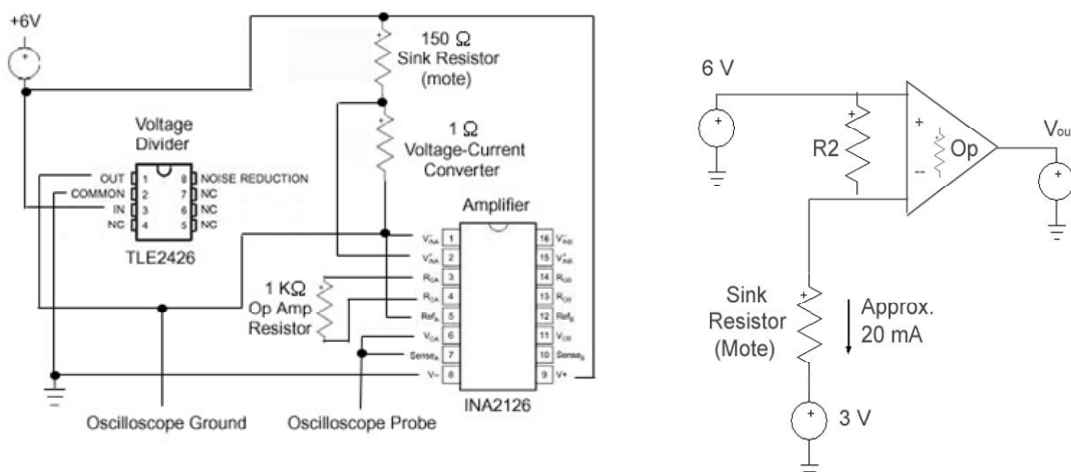 +6V
150 Ω
Sink Resistor
(mote)
1 Ω
Voltage-Current
Converter
Voltage
Divider
OUT 1 8 NOISE REDUCTION
COMMON 2 7 NC
IN 3 6 NC
NC 4 5 NC
TLE2426
Amplifier
V-INA 1 16 V-INB
V+INA 2 15 V+INB
RGA 3 14 RGB
RGA 4 13 RGB
RefA 5 12 RefB
VOA 6 11 VOB
SenseA 7 10 SenseB
V- 8 9 V+
INA2126
1 KΩ
Op Amp
Resistor
Oscilloscope Ground
Oscilloscope Probe
6 V
+
R2
+
Op
−
Vou
Sink
Resistor
(Mote)
Approx.
20 mA
3 V